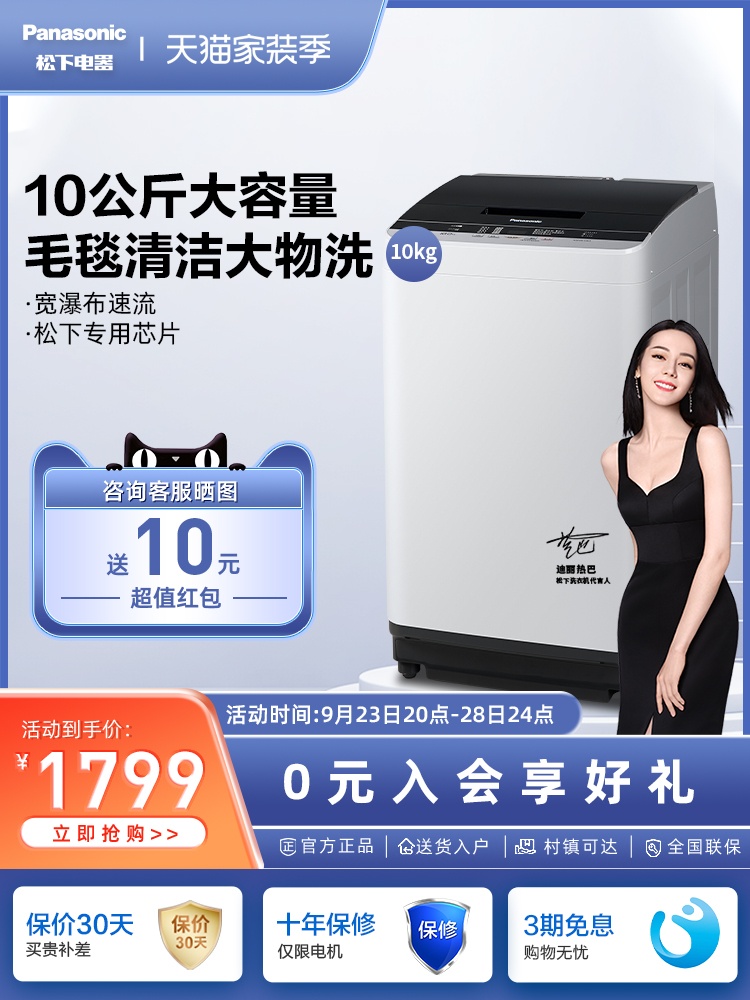 Panasonic
松下电器
天猫家装季
10公斤大容量
毛毯清洁大物洗
10kg
·宽瀑布速流
·松下专用芯片
Panasonic
咨询客服晒图
送10元
超值红包
迪丽热巴
松下洗衣机代言人
活动时间:9月23日20点-28日24点
活动到手价:
¥1799
立即抢购>>
0元入会享好礼
正 官方正品
送货入户
村镇可达
全国联保
保价30天
买贵补差
保价
30天
十年保修
仅限电机
保修
3期免息
购物无忧